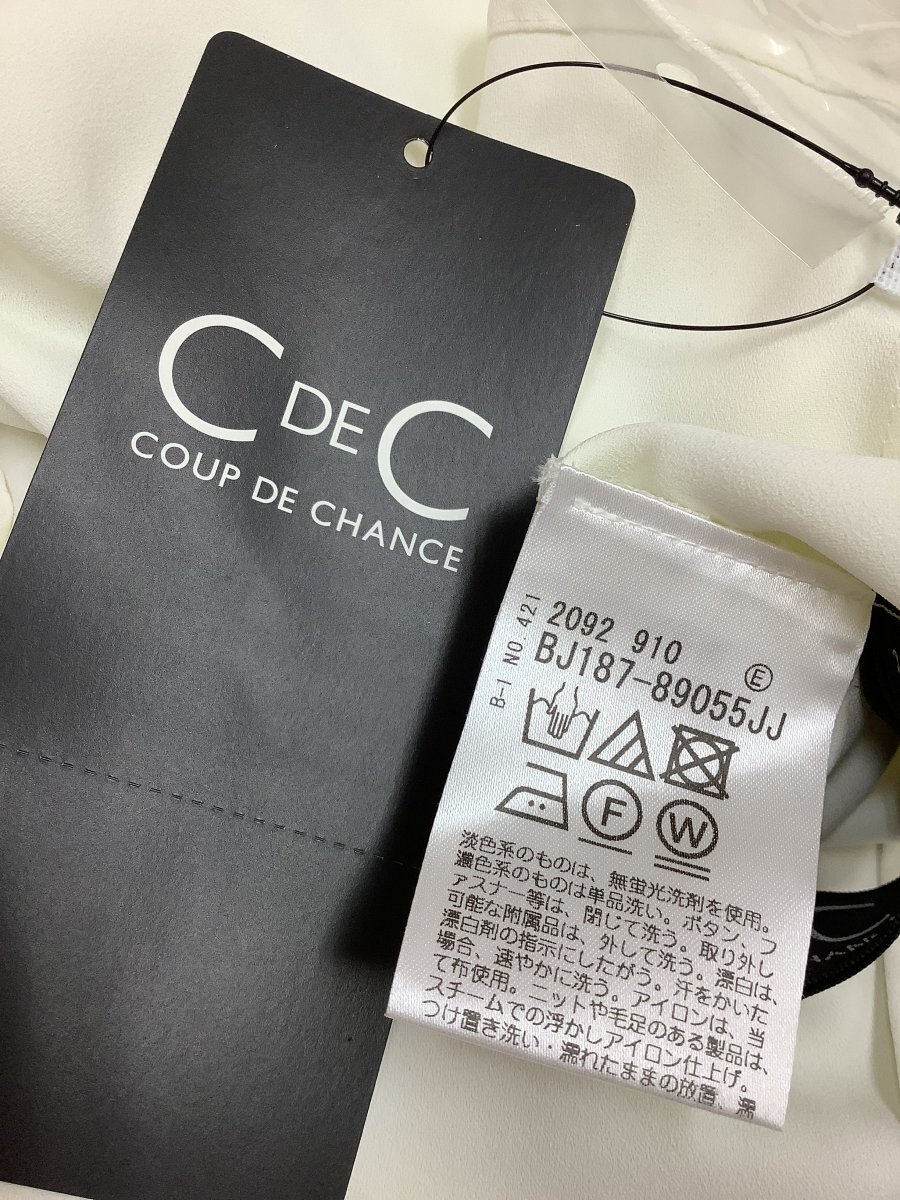 C DE C
COUP DE CHANCE
B-1 NO.421
2092 910
BJ187-89055JJ
E
F
W
淡色系のものは、無蛍光洗剤を使用。
濃色系のものは単品洗い。ボタン、フ
ァスナー等は、閉じて洗う。取り外し
可能な附属品は、外して洗う。漂白は、
漂白剤の指示にしたがう。汗をかいた
場合、速やかに洗う。アイロンは、当
て布使用。ニットや毛足のある製品は、
スチームでの浮かしアイロン仕上げ。
つけ置き洗い・濡れたままの放置、濡